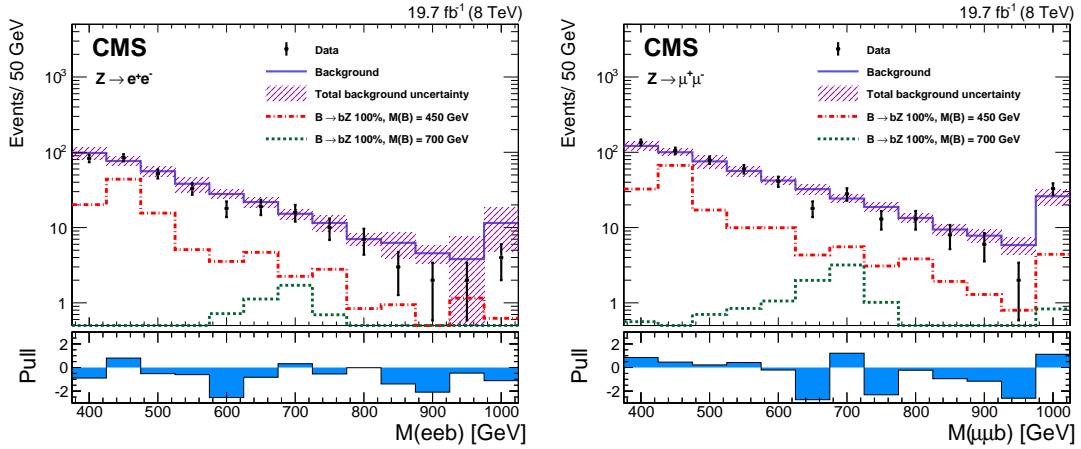 19.7 fb⁻¹ (8 TeV)
CMS
Z → e⁺e⁻
Data
Background
Total background uncertainty
B → bZ 100%, M(B) = 450 GeV
B → bZ 100%, M(B) = 700 GeV
Events/ 50 GeV
10³
10²
10
1
Pull
2
0
-2
400 500 600 700 800 900 1000
M(eeb) [GeV]
19.7 fb⁻¹ (8 TeV)
CMS
Z → μ⁺μ⁻
Data
Background
Total background uncertainty
B → bZ 100%, M(B) = 450 GeV
B → bZ 100%, M(B) = 700 GeV
Events/ 50 GeV
10³
10²
10
1
Pull
2
0
-2
400 500 600 700 800 900 1000
M(μμb) [GeV]